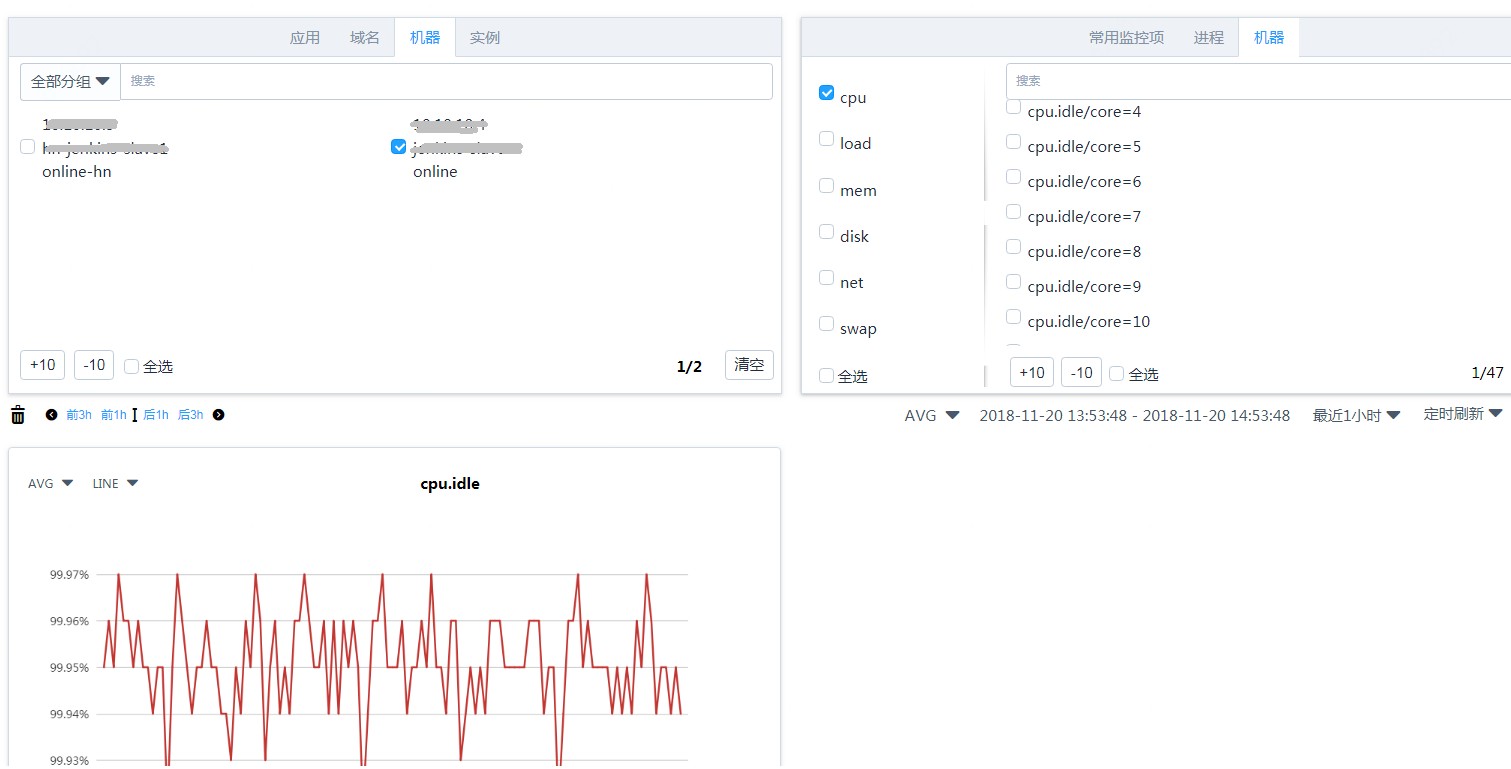 应用 域名 机器 实例
全部分组 搜索
online-hn
online
+10 -10 全选 1/2 清空
常用监控项 进程 机器
搜索
cpu
load
mem
disk
net
swap
全选
cpu.idle/core=4
cpu.idle/core=5
cpu.idle/core=6
cpu.idle/core=7
cpu.idle/core=8
cpu.idle/core=9
cpu.idle/core=10
+10 -10 全选 1/47
前3h 前1h 后1h 后3h
AVG 2018-11-20 13:53:48 - 2018-11-20 14:53:48 最近1小时 定时刷新
AVG LINE cpu.idle
99.97%
99.96%
99.95%
99.94%
99.93%